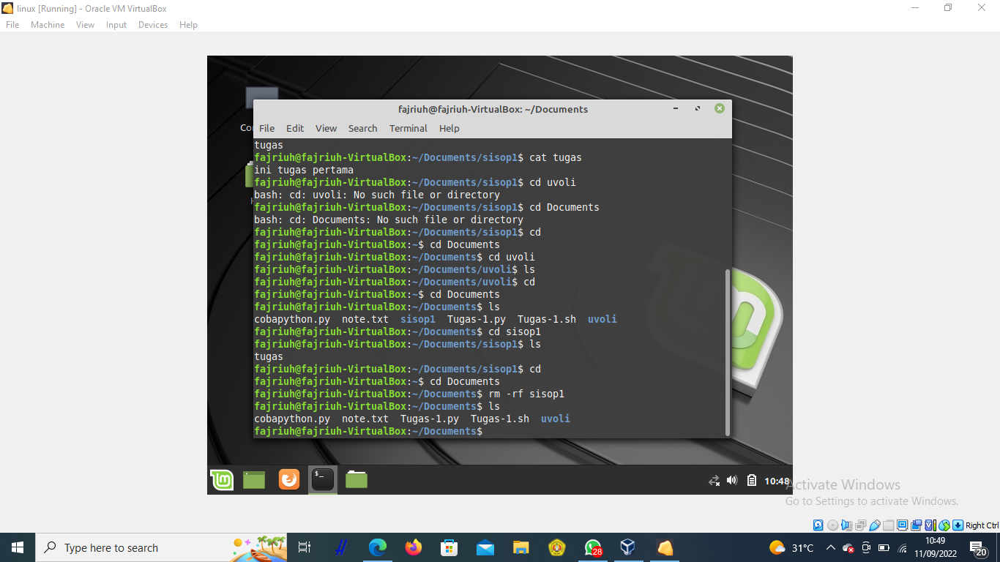 linux [Running] - Oracle VM VirtualBox
File Machine View Input Devices Help
fajriuh@fajriuh-VirtualBox: ~/Documents
File Edit View Search Terminal Help
tugas
fajriuh@fajriuh-VirtualBox:~/Documents/sisop1$ cat tugas
ini tugas pertama
fajriuh@fajriuh-VirtualBox:~/Documents/sisop1$ cd uvoli
bash: cd: uvoli: No such file or directory
fajriuh@fajriuh-VirtualBox:~/Documents/sisop1$ cd Documents
bash: cd: Documents: No such file or directory
fajriuh@fajriuh-VirtualBox:~/Documents/sisop1$ cd
fajriuh@fajriuh-VirtualBox:~$ cd Documents
fajriuh@fajriuh-VirtualBox:~/Documents$ cd uvoli
fajriuh@fajriuh-VirtualBox:~/Documents/uvoli$ ls
fajriuh@fajriuh-VirtualBox:~/Documents/uvoli$ cd
fajriuh@fajriuh-VirtualBox:~$ cd Documents
fajriuh@fajriuh-VirtualBox:~/Documents$ ls
cobapython.py note.txt sisop1 Tugas-1.py Tugas-1.sh uvoli
fajriuh@fajriuh-VirtualBox:~/Documents$ cd sisop1
fajriuh@fajriuh-VirtualBox:~/Documents/sisop1$ ls
tugas
fajriuh@fajriuh-VirtualBox:~/Documents/sisop1$ cd
fajriuh@fajriuh-VirtualBox:~$ cd Documents
fajriuh@fajriuh-VirtualBox:~/Documents$ rm -rf sisop1
fajriuh@fajriuh-VirtualBox:~/Documents$ ls
cobapython.py note.txt Tugas-1.py Tugas-1.sh uvoli
fajriuh@fajriuh-VirtualBox:~/Documents$
10:48
Activate Windows
Go to Settings to activate Windows.
Right Ctrl
Type here to search
28
31°C
10:49
11/09/2022
20